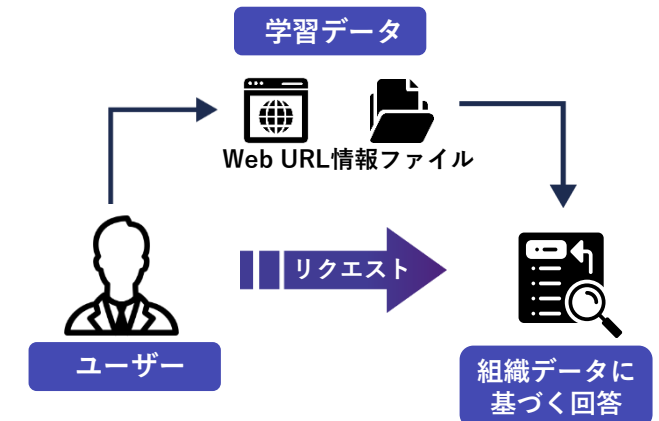 学習データ
Web URL情報ファイル
リクエスト
ユーザー
組織データに
基づく回答